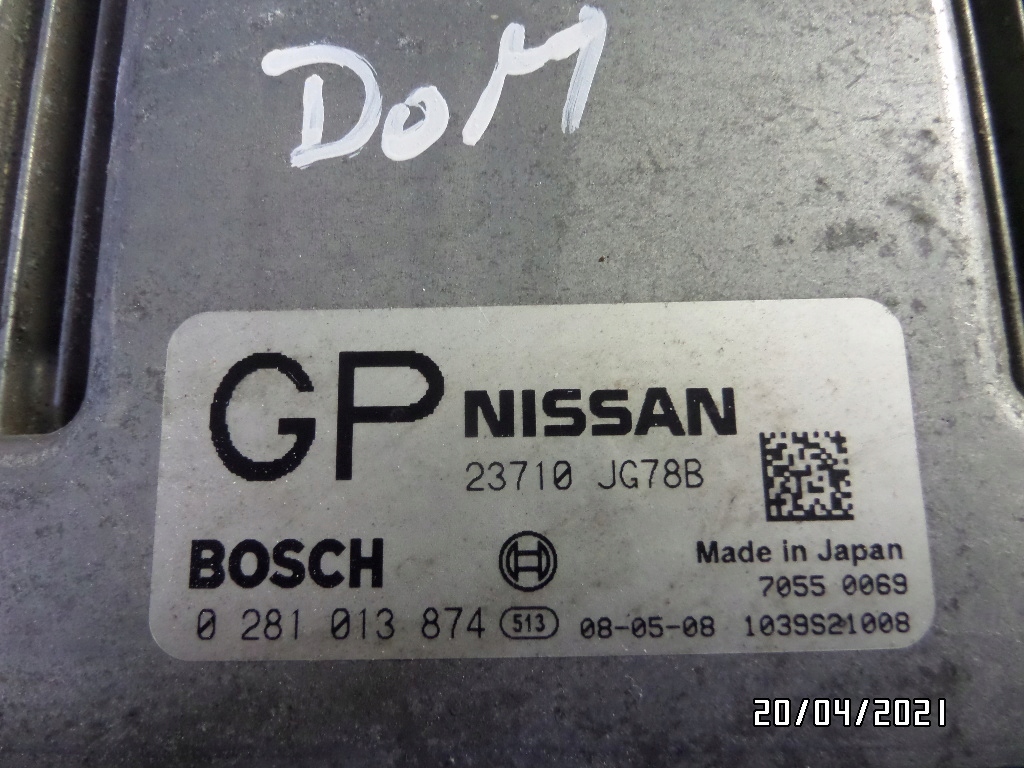 DOM
GP NISSAN
23710 JG78B
BOSCH
Made in Japan
7055 0069
0 281 013 874 513 08-05-08 1039S21008
20/04/2021